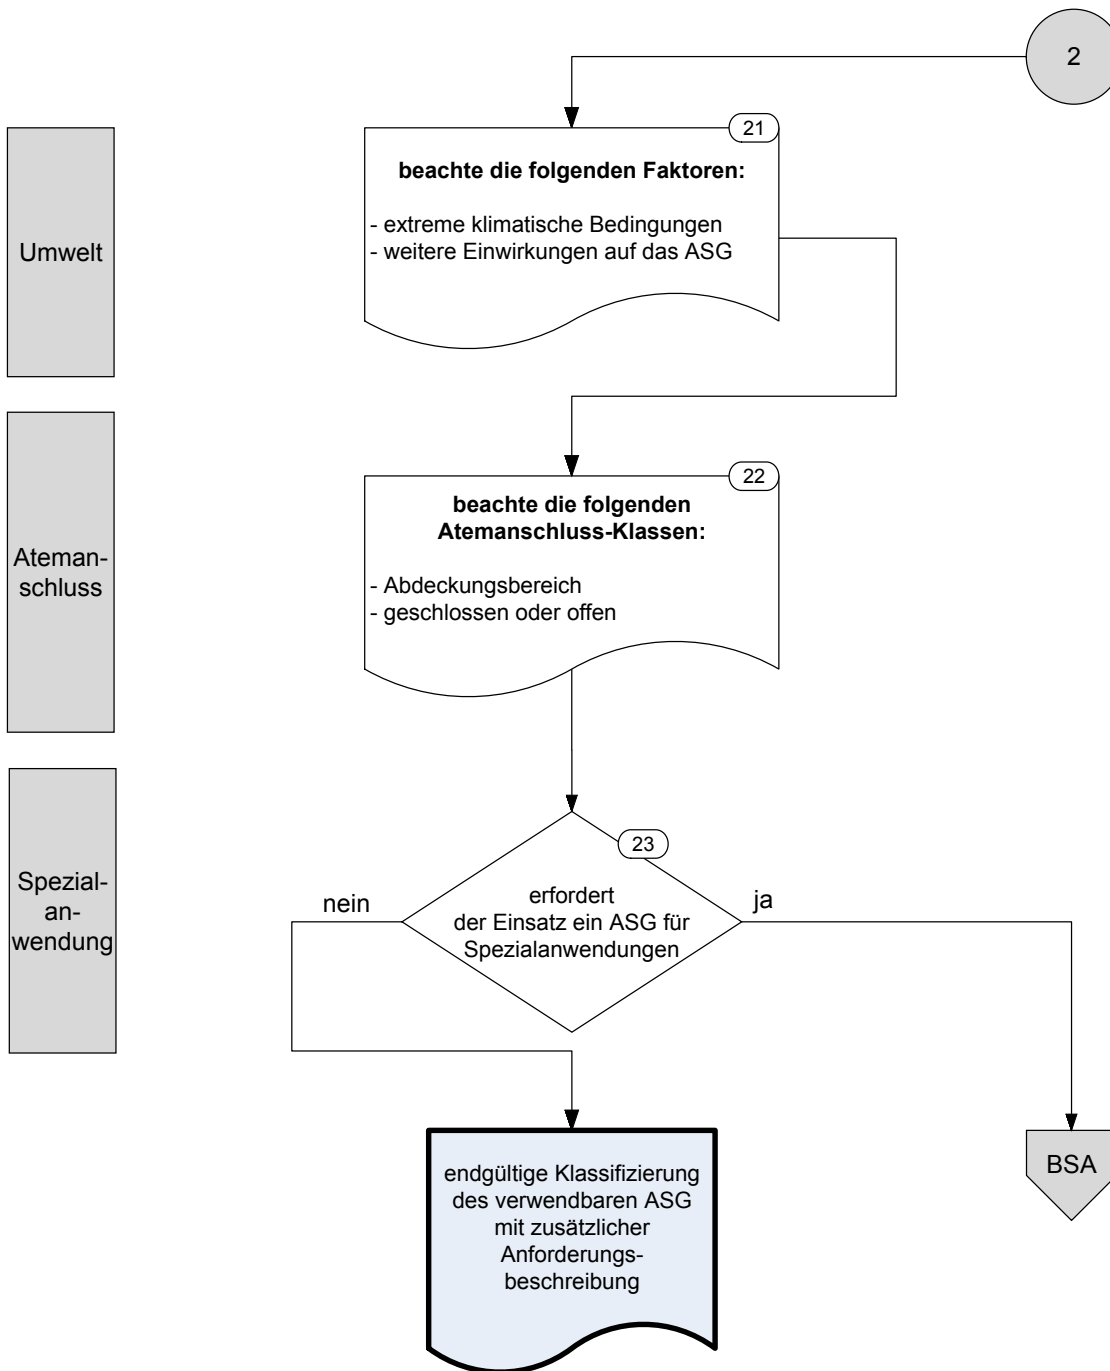 2
Umwelt
21
beachte die folgenden Faktoren:
- extreme klimatische Bedingungen
- weitere Einwirkungen auf das ASG
Ateman-
schluss
22
beachte die folgenden
Atemanschluss-Klassen:
- Abdeckungsbereich
- geschlossen oder offen
Spezial-
an-
wendung
23
erfordert
der Einsatz ein ASG für
Spezialanwendungen
nein
ja
endgültige Klassifizierung
des verwendbaren ASG
mit zusätzlicher
Anforderungs-
beschreibung
BSA